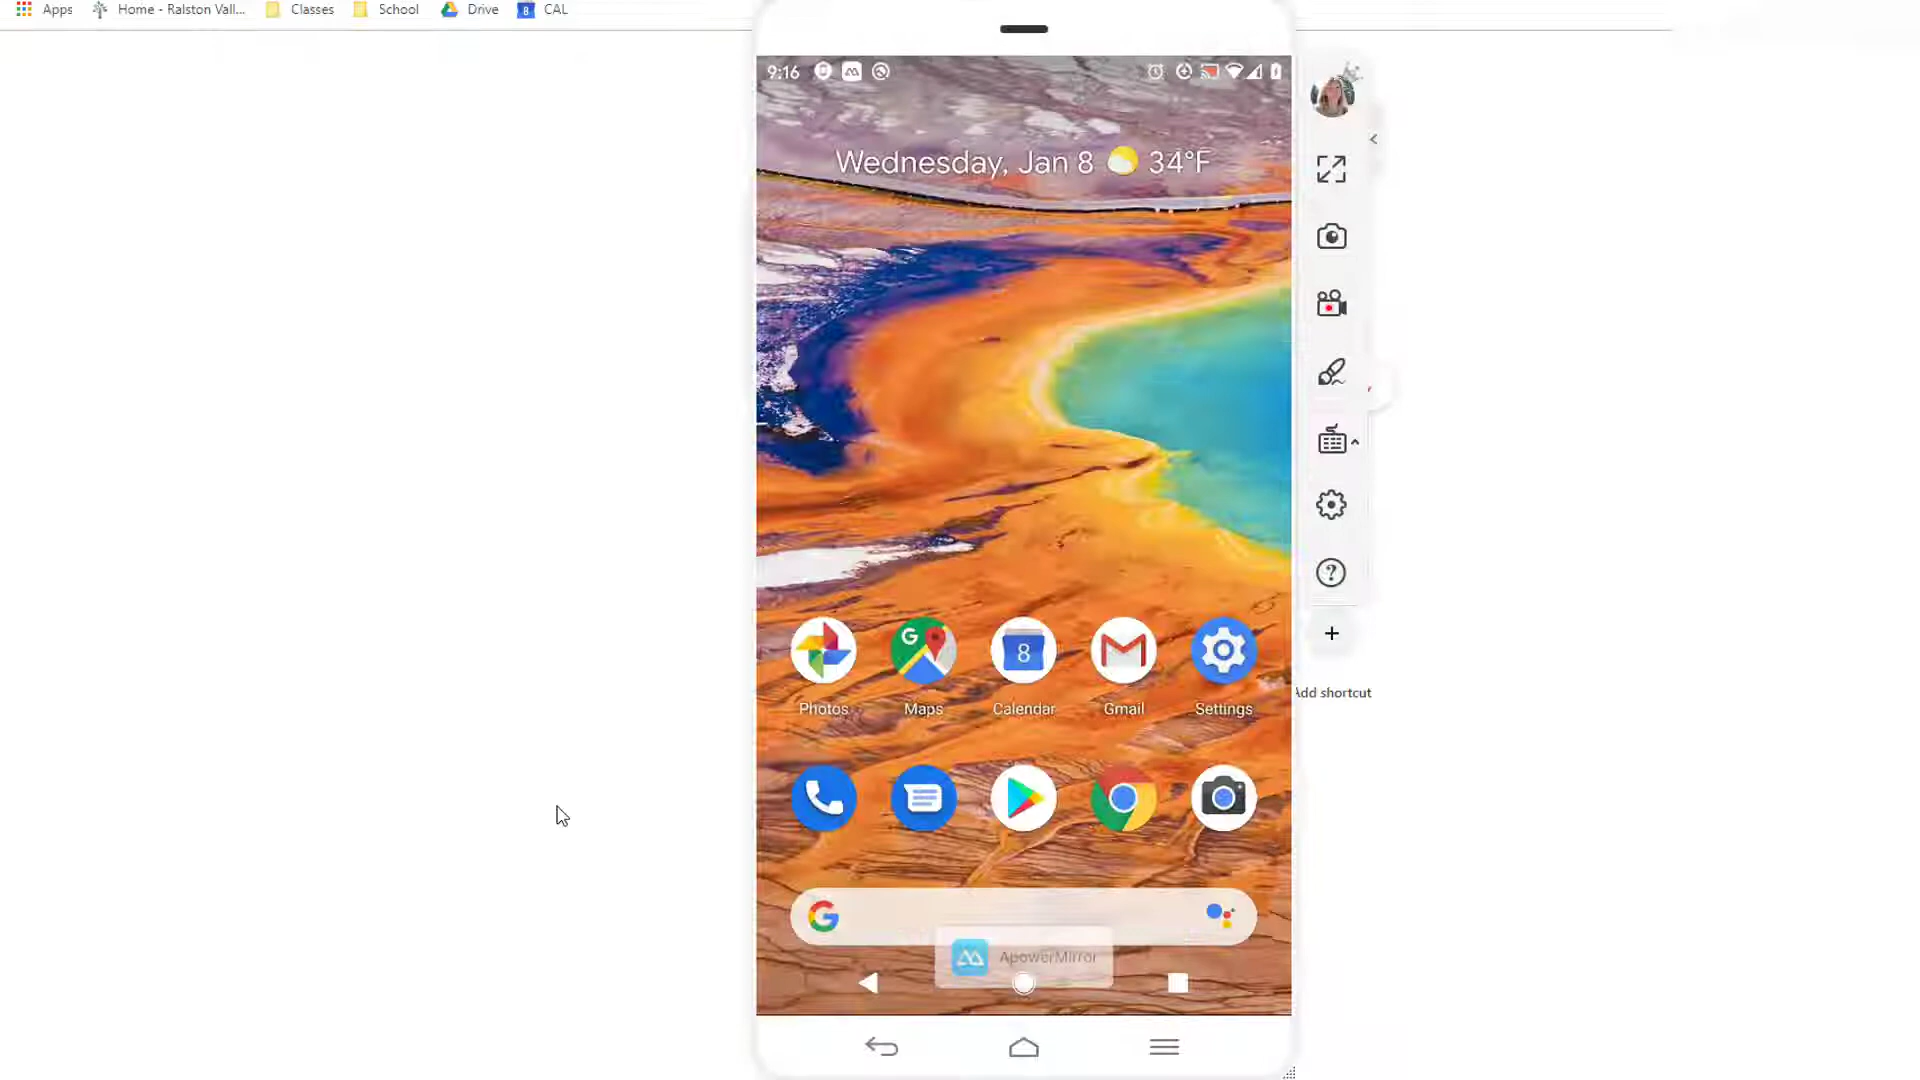 Apps Home - Ralston Vall... Classes School Drive 8 CAL
9:16
Wednesday, Jan 8 34°F
G
8
Photos Maps Calendar Gmail Settings
Add shortcut
G
ApowerMirror